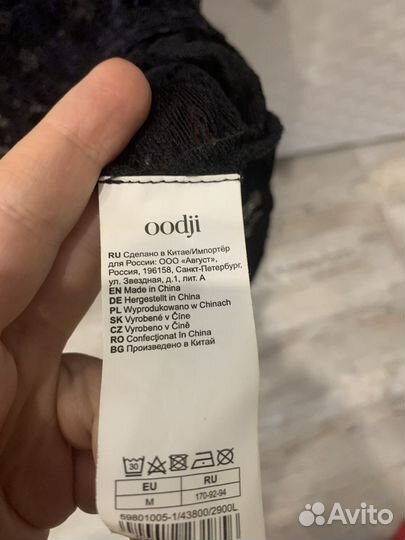 oodji
RU Сделано в Китае/Импортёр
для России: ООО «Август»,
Россия, 196158, Санкт-Петербург,
ул. Звездная, д.1, лит. А
EN Made in China
DE Hergestellt in China
PL Wyprodukowano w Chinach
SK Vyrobené v Číne
CZ Vyrobeno v Číně
RO Confecţionat în China
BG Произведено в Китай
30
EU RU
M 170-92-94
59801005-1/43800/2900L
Avito